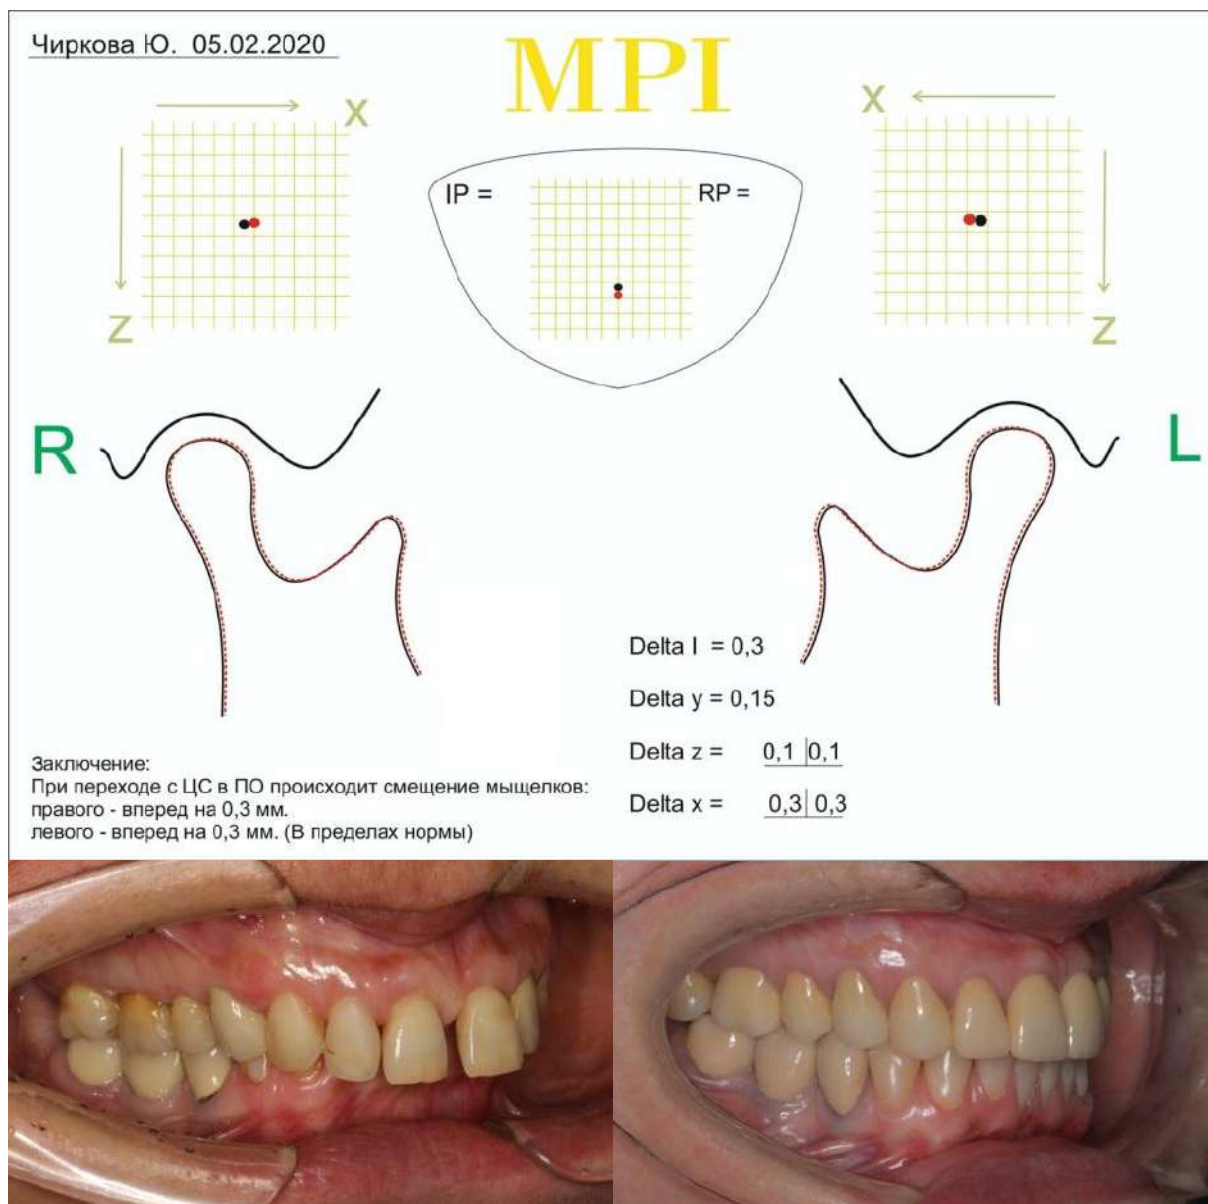 Чиркова Ю. 05.02.2020
MPI
X
X
IP =
RP =
Z
Z
R
L
Delta I = 0,3
Delta y = 0,15
Delta z = 0,1 | 0,1
Delta x = 0,3 | 0,3
Заключение:
При переходе с ЦС в ПО происходит смещение мыщелков:
правого - вперед на 0,3 мм.
левого - вперед на 0,3 мм. (В пределах нормы)